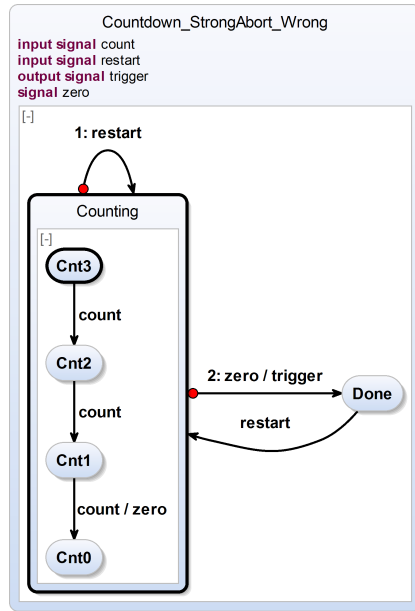 Countdown_StrongAbort_Wrong
input signal count
input signal restart
output signal trigger
signal zero
[-]
1: restart
Counting
[-]
Cnt3
count
Cnt2
2: zero / trigger
Done
count
restart
Cnt1
count / zero
Cnt0